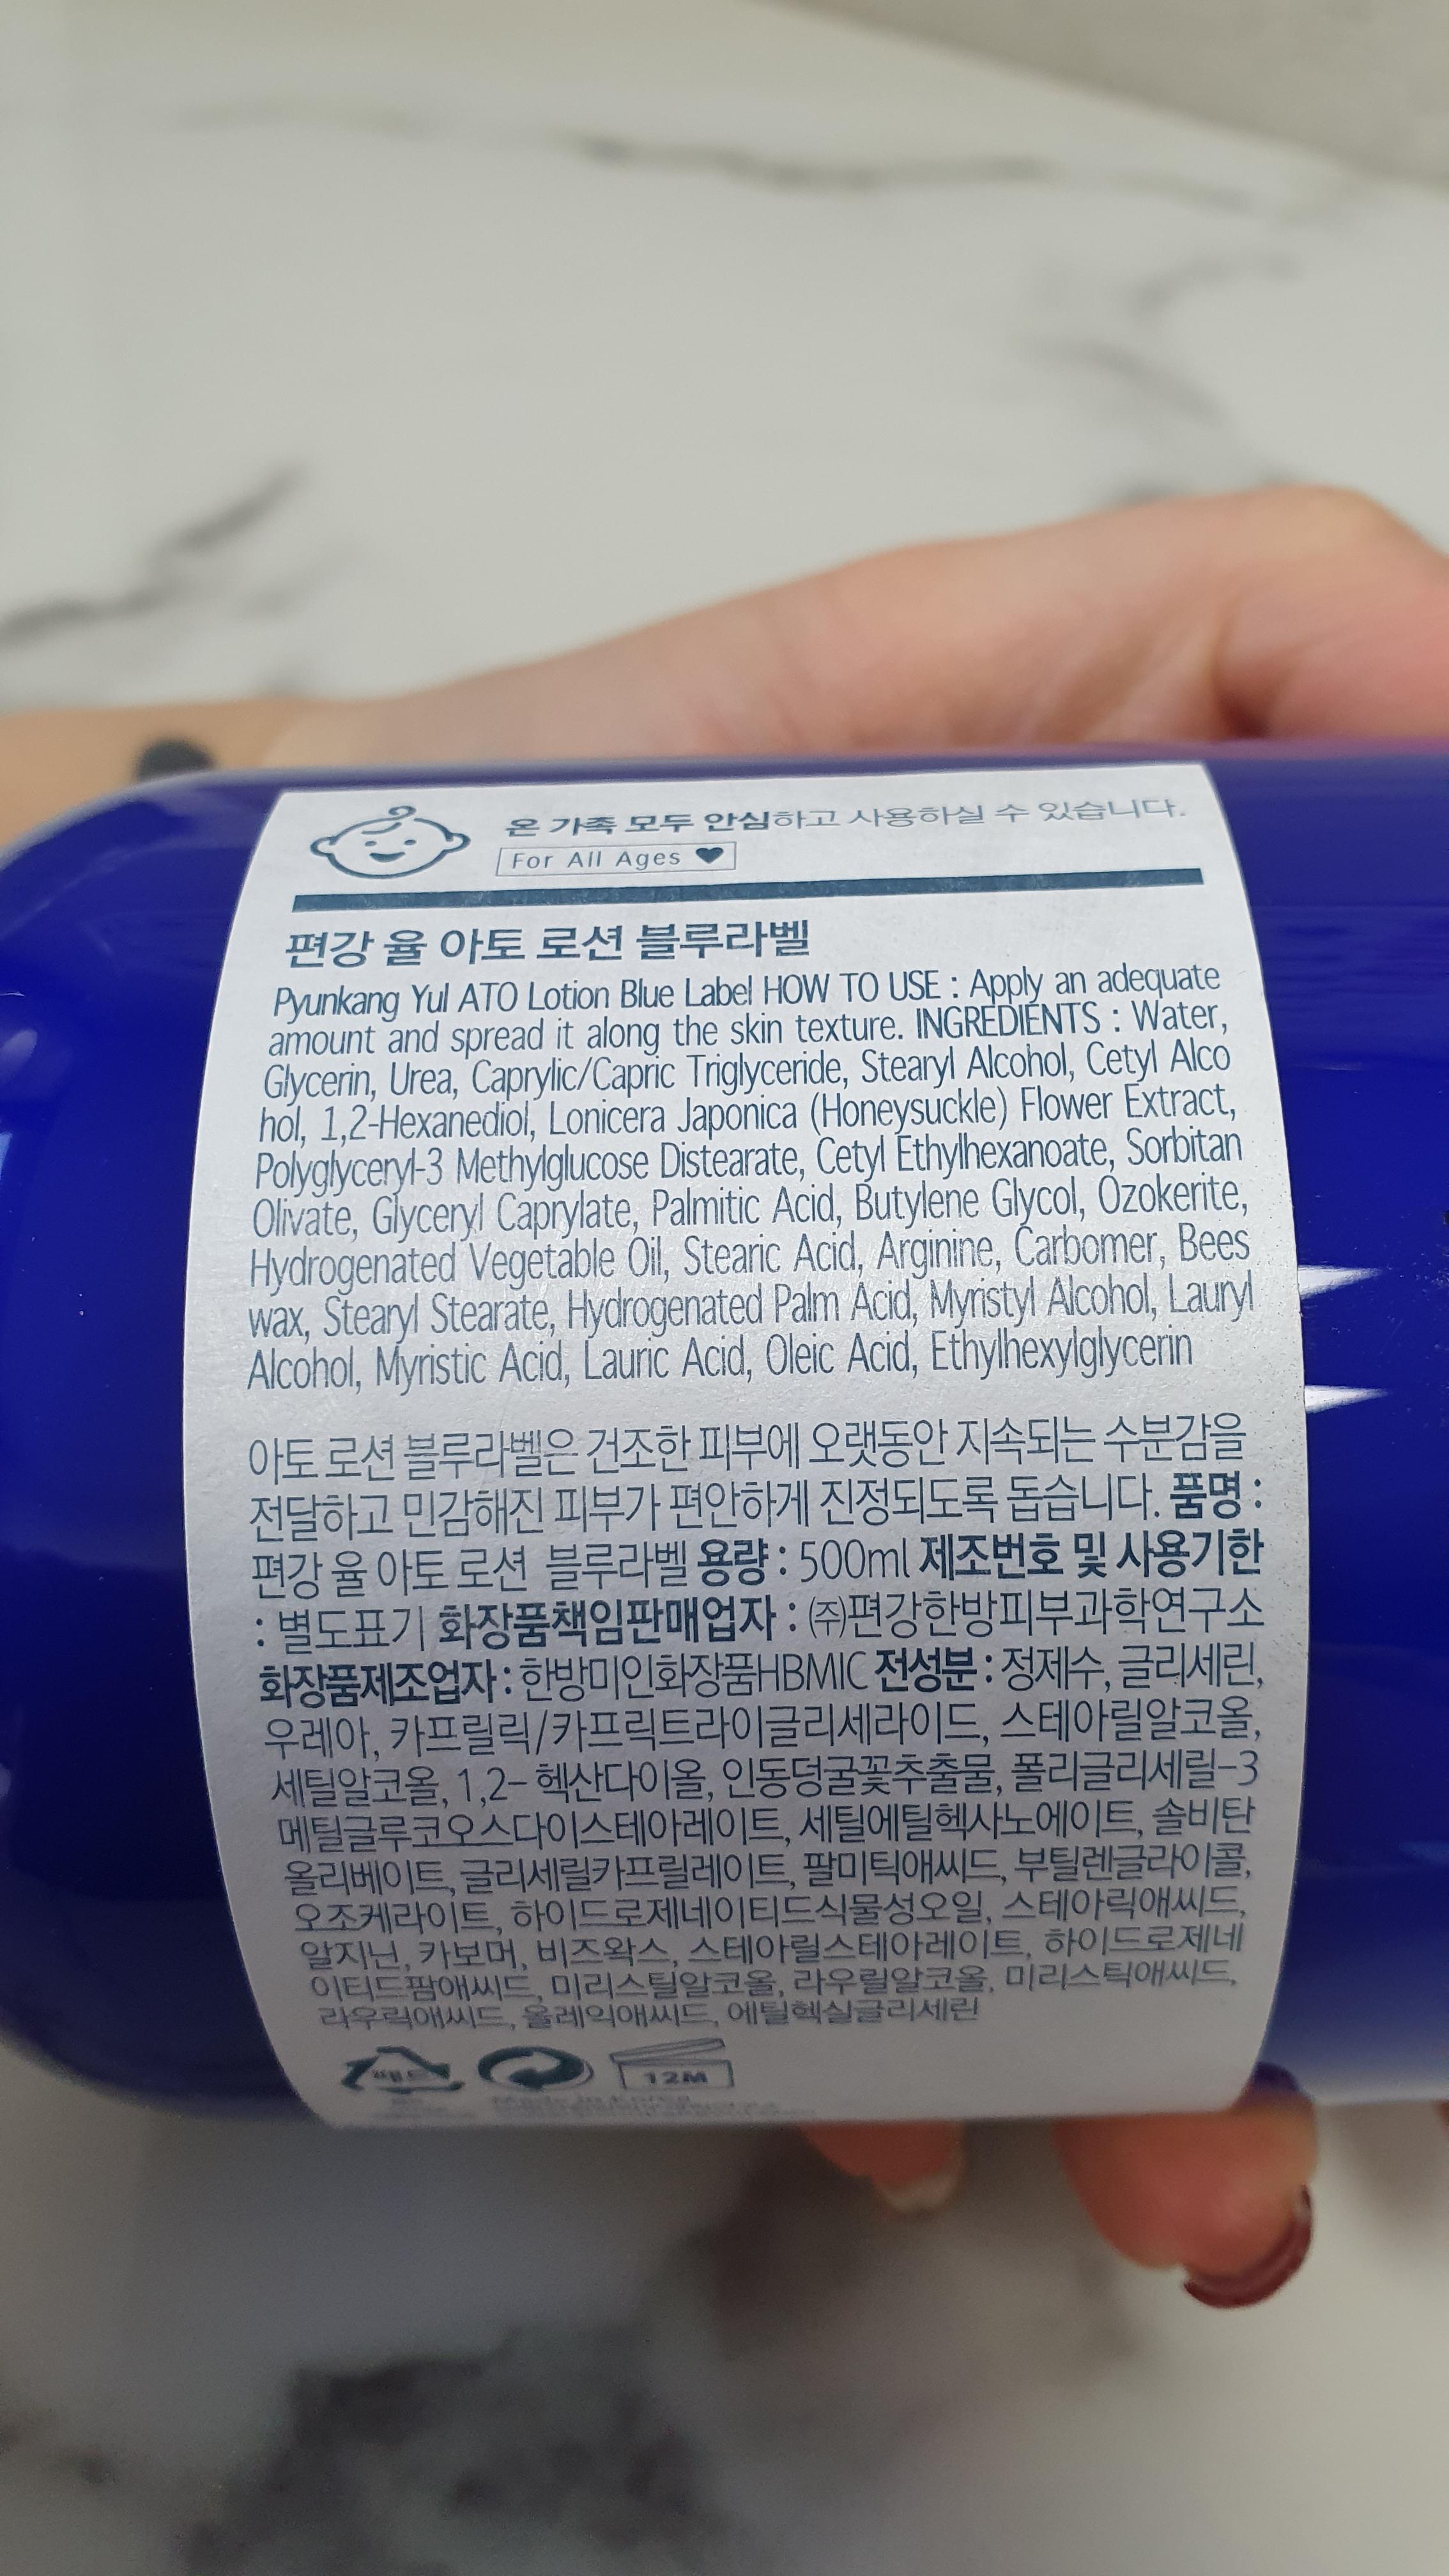 온 가족 모두 안심하고 사용하실 수 있습니다.
For All Ages
편강 율 아토 로션 블루라벨
Pyunkang Yul ATO Lotion Blue Label HOW TO USE : Apply an adequate
amount and spread it along the skin texture. INGREDIENTS : Water,
Glycerin, Urea, Caprylic/Capric Triglyceride, Stearyl Alcohol, Cetyl Alco
hol, 1,2-Hexanediol, Lonicera Japonica (Honeysuckle) Flower Extract,
Polyglyceryl-3 Methylglucose Distearate, Cetyl Ethylhexanoate, Sorbitan
Olivate, Glyceryl Caprylate, Palmitic Acid, Butylene Glycol, Ozokerite,
Hydrogenated Vegetable Oil, Stearic Acid, Arginine, Carbomer, Bees
wax, Stearyl Stearate, Hydrogenated Palm Acid, Myristyl Alcohol, Lauryl
Alcohol, Myristic Acid, Lauric Acid, Oleic Acid, Ethylhexylglycerin
아토 로션 블루라벨은 건조한 피부에 오랫동안 지속되는 수분감을
전달하고 민감해진 피부가 편안하게 진정되도록 돕습니다. 품명 :
편강 율 아토 로션 블루라벨 용량 : 500ml 제조번호 및 사용기한
: 별도표기 화장품책임판매업자 : ㈜편강한방피부과학연구소
화장품제조업자 : 한방미인화장품HBMIC 전성분 : 정제수, 글리세린,
우레아, 카프릴릭/카프릭트라이글리세라이드, 스테아릴알코올,
세틸알코올, 1,2- 헥산다이올, 인동덩굴꽃추출물, 폴리글리세릴-3
메틸글루코오스다이스테아레이트, 세틸에틸헥사노에이트, 솔비탄
올리베이트, 글리세릴카프릴레이트, 팔미틱애씨드, 부틸렌글라이콜,
오조케라이트, 하이드로제네이티드식물성오일, 스테아릭애씨드,
알지닌, 카보머, 비즈왁스, 스테아릴스테아레이트, 하이드로제네
이티드팜애씨드, 미리스틸알코올, 라우릴알코올, 미리스틱애씨드,
라우릭애씨드, 올레익애씨드, 에틸헥실글리세린
12M